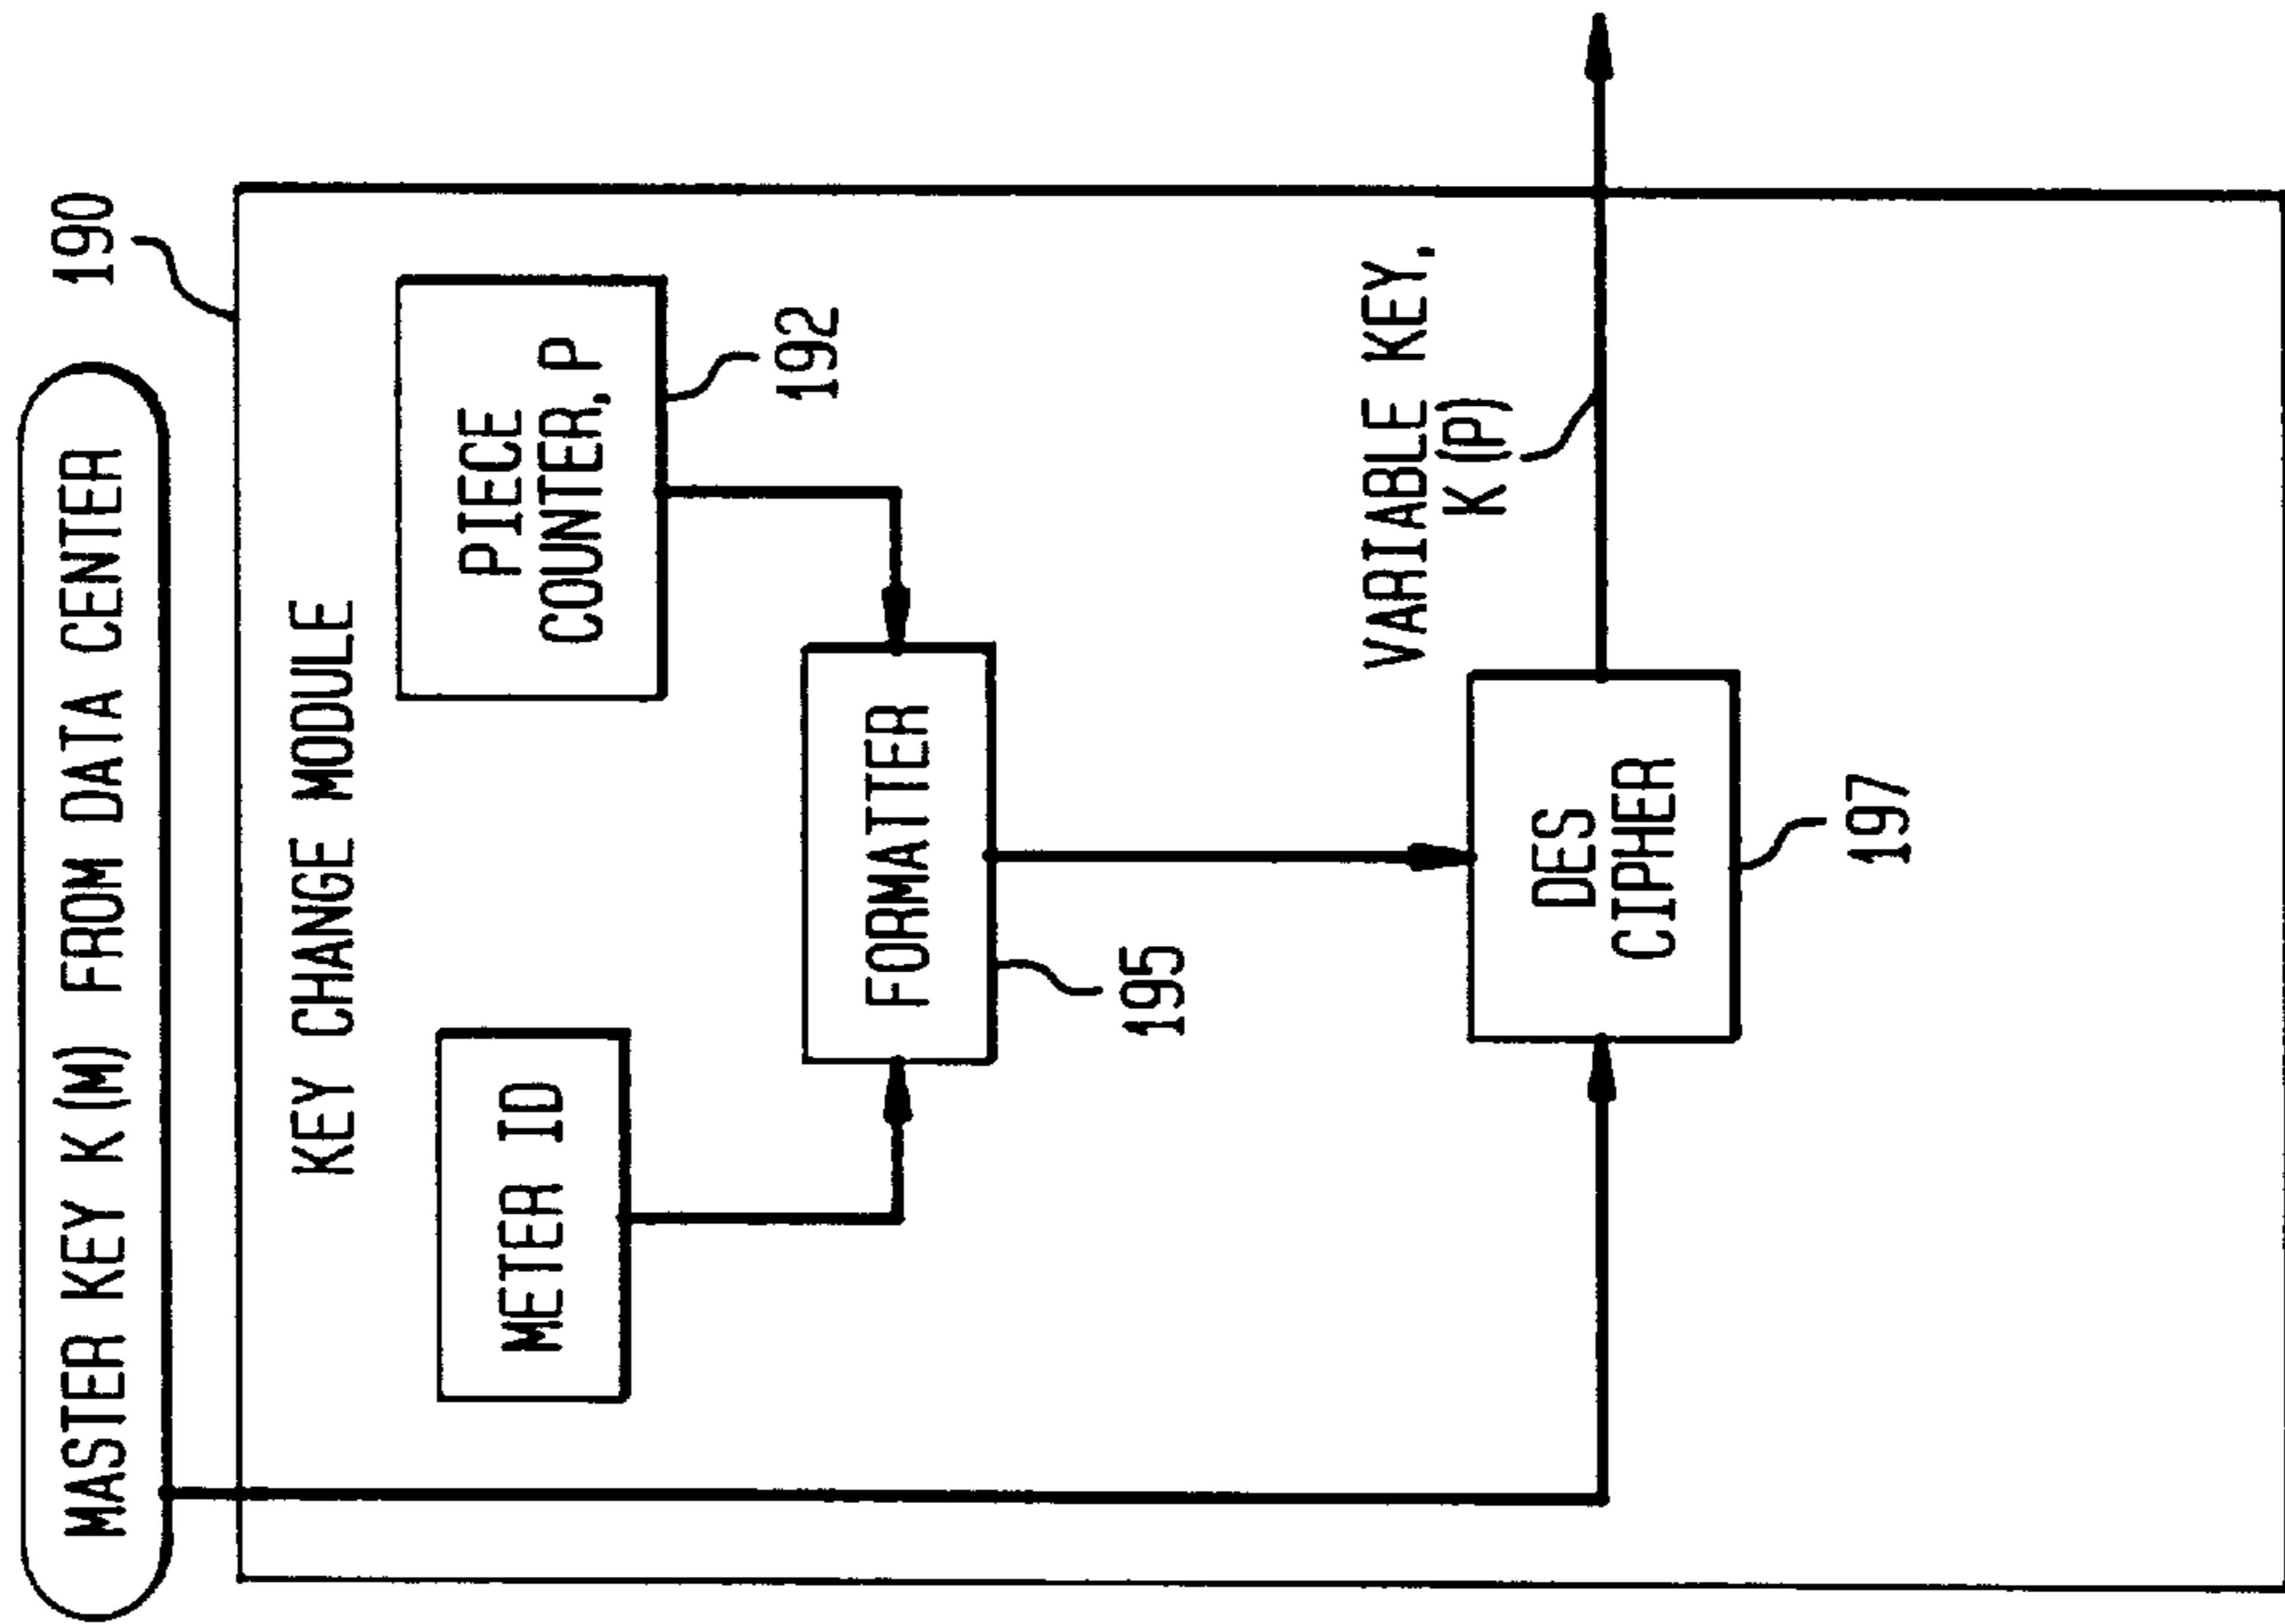 MASTER KEY K(M) FROM DATA CENTER
190
KEY CHANGE MODULE
METER ID
PIECE
COUNTER, P
192
FORMATTER
195
VARIABLE KEY,
K(P)
DES
CIPHER
197